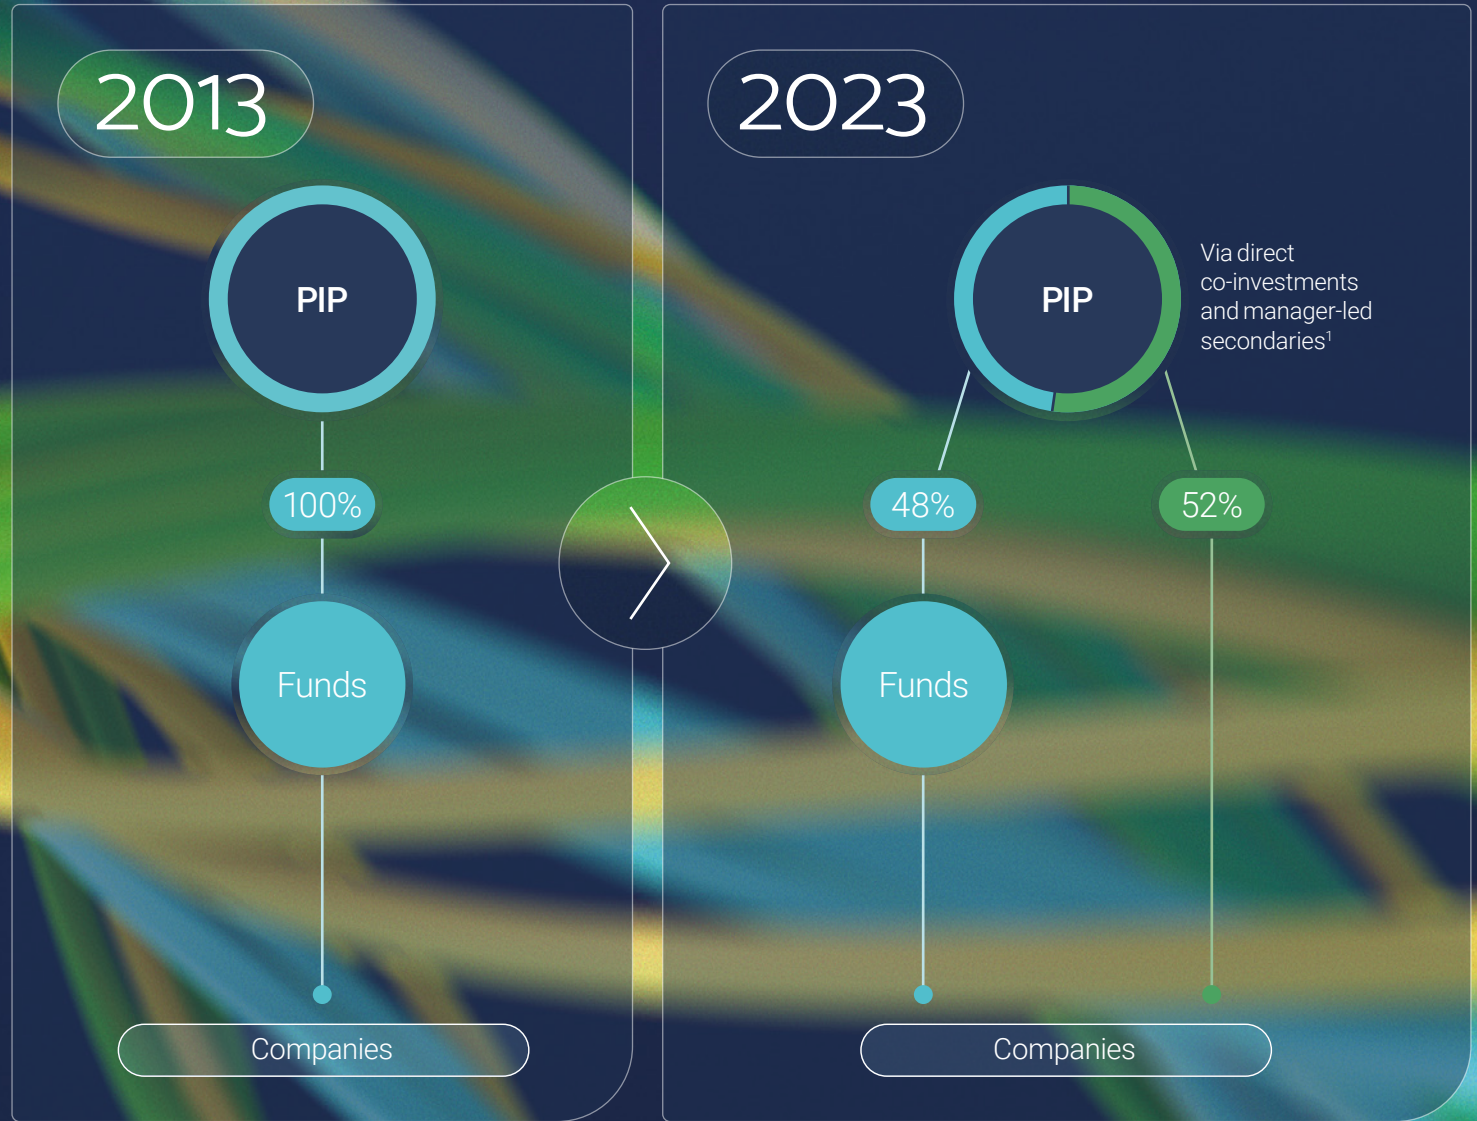 2013
PIP
100%
Funds
Companies
2023
PIP
Via direct
co-investments
and manager-led
secondaries¹
48%
52%
Funds
Companies